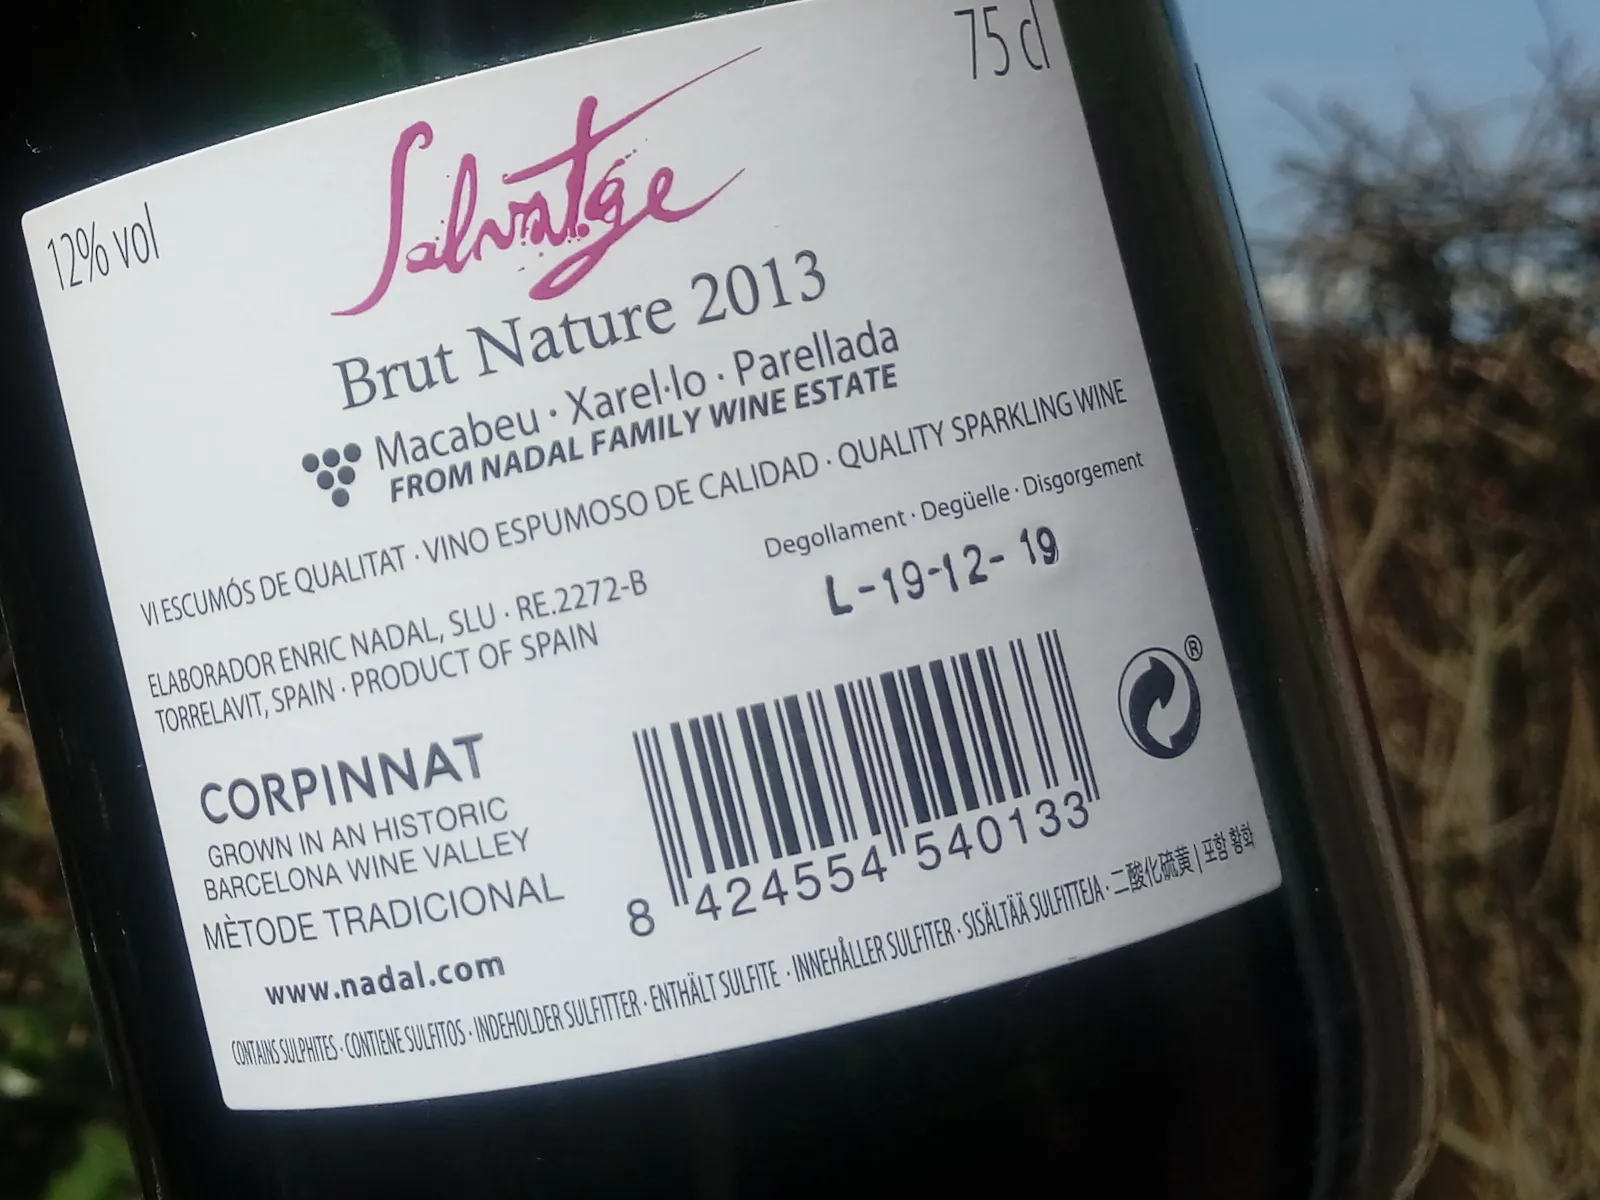 75 cl
12% vol
Salvatge
Brut Nature 2013
Macabeu · Xarel·lo · Parellada
FROM NADAL FAMILY WINE ESTATE
VI ESCUMÓS DE QUALITAT · VINO ESPUMOSO DE CALIDAD · QUALITY SPARKLING WINE
Degollament · Degüelle · Disgorgement
L-19-12-19
ELABORADOR ENRIC NADAL, SLU · RE.2272-B
TORRELAVIT, SPAIN · PRODUCT OF SPAIN
CORPINNAT
GROWN IN AN HISTORIC
BARCELONA WINE VALLEY
MÈTODE TRADICIONAL
www.nadal.com
8 424554 540133
®
CONTAINS SULPHITES · CONTIENE SULFITOS · INDEHOLDER SULFITTER · ENTHÄLT SULFITE · INNEHÅLLER SULFITER · SISÄLTÄÄ SULFIITTEJA · 二酸化硫黄 | 포함 황화